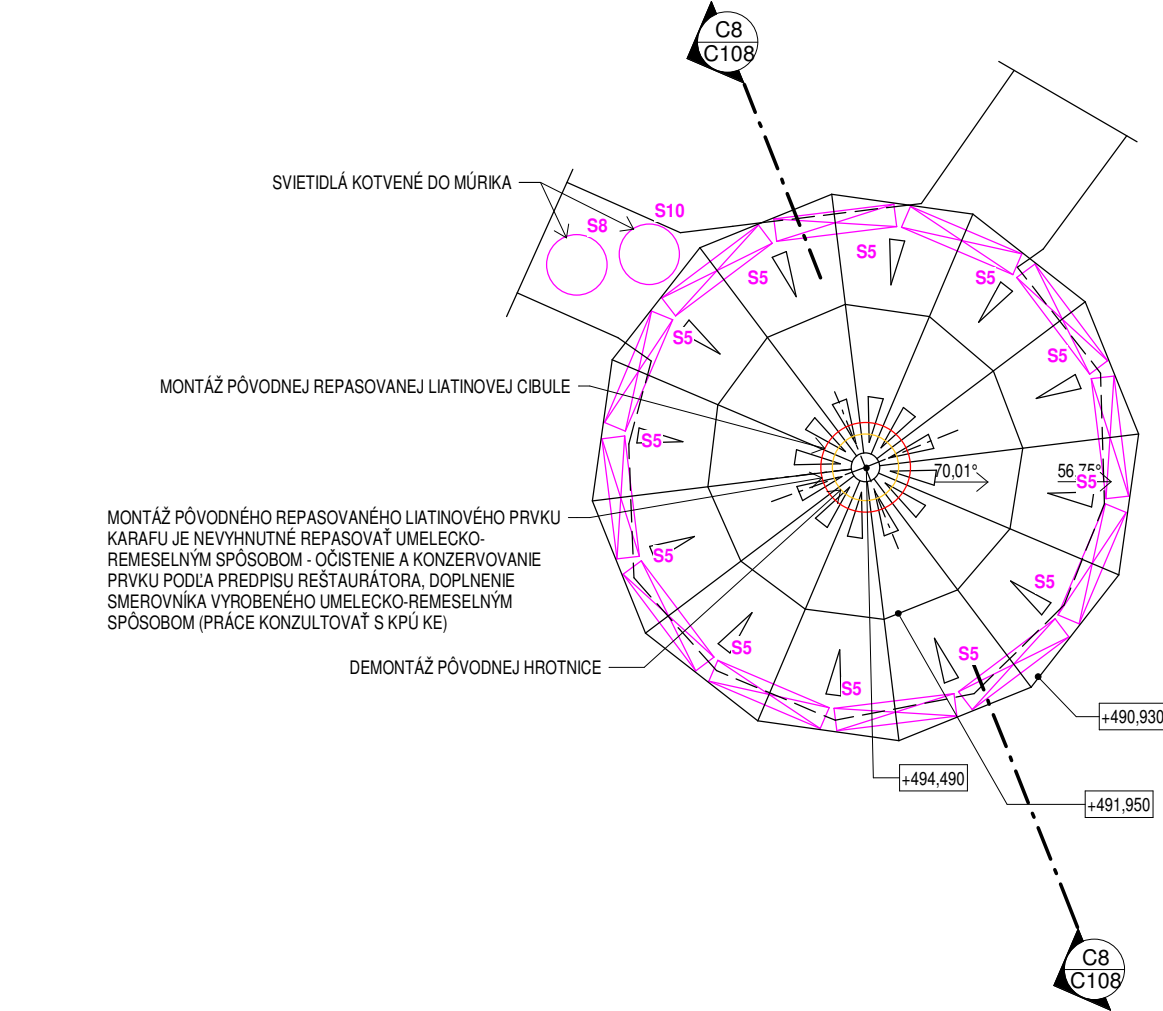 C8
C108
SVIETIDLÁ KOTVENÉ DO MÚRIKA
S8
S10
S5
S5
S5
S5
S5
MONTÁŽ PÔVODNEJ REPASOVANEJ LIATINOVEJ CIBULE
S5
70,01°
56,75°
S5
MONTÁŽ PÔVODNÉHO REPASOVANÉHO LIATINOVÉHO PRVKU
KARAFU JE NEVYHNUTNÉ REPASOVAŤ UMELECKO-
REMESELNÝM SPÔSOBOM - OČISTENIE A KONZERVOVANIE
PRVKU PODĽA PREDPISU REŠTAURÁTORA, DOPLNENIE
SMEROVNÍKA VYROBENÉHO UMELECKO-REMESELNÝM
SPÔSOBOM (PRÁCE KONZULTOVAŤ S KPÚ KE)
S5
S5
S5
S5
S5
DEMONTÁŽ PÔVODNEJ HROTNICE
+490,930
+494,490
+491,950
C8
C108